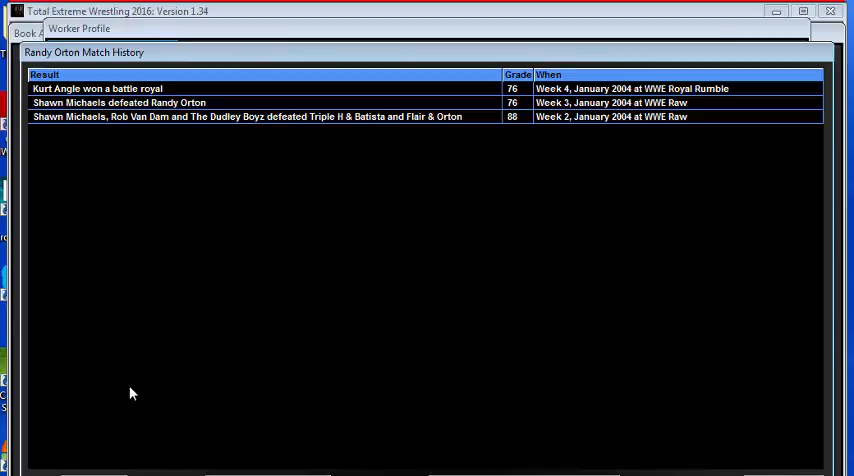 Total Extreme Wrestling 2016: Version 1.34
Book A
Worker Profile
Randy Orton Match History
Result Grade When
Kurt Angle won a battle royal 76 Week 4, January 2004 at WWE Royal Rumble
Shawn Michaels defeated Randy Orton 76 Week 3, January 2004 at WWE Raw
Shawn Michaels, Rob Van Dam and The Dudley Boyz defeated Triple H & Batista and Flair & Orton 88 Week 2, January 2004 at WWE Raw